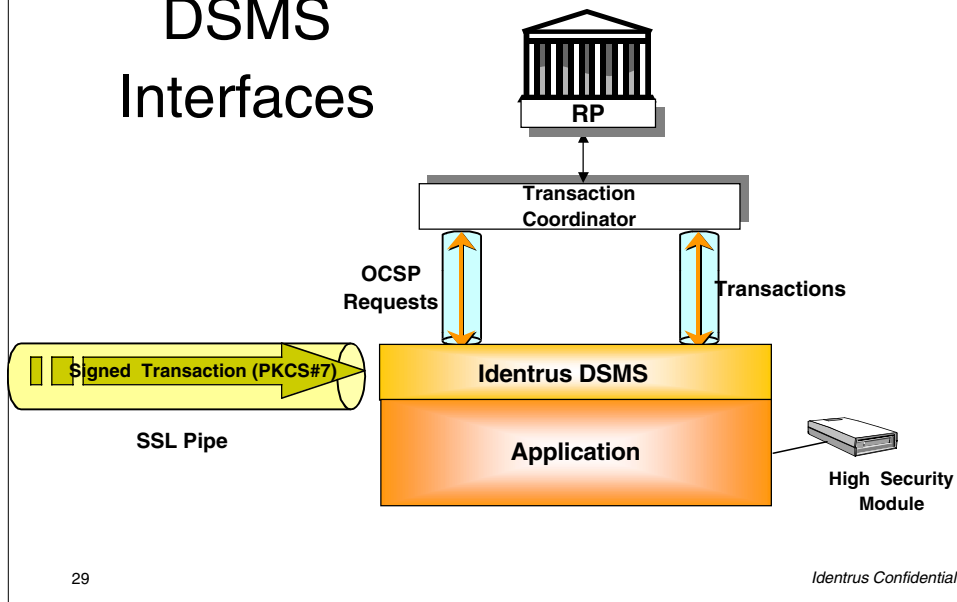 DSMS
Interfaces
RP
Transaction
Coordinator
OCSP
Requests
Transactions
Signed Transaction (PKCS#7)
Identrus DSMS
SSL Pipe
Application
High Security
Module
29
Identrus Confidential